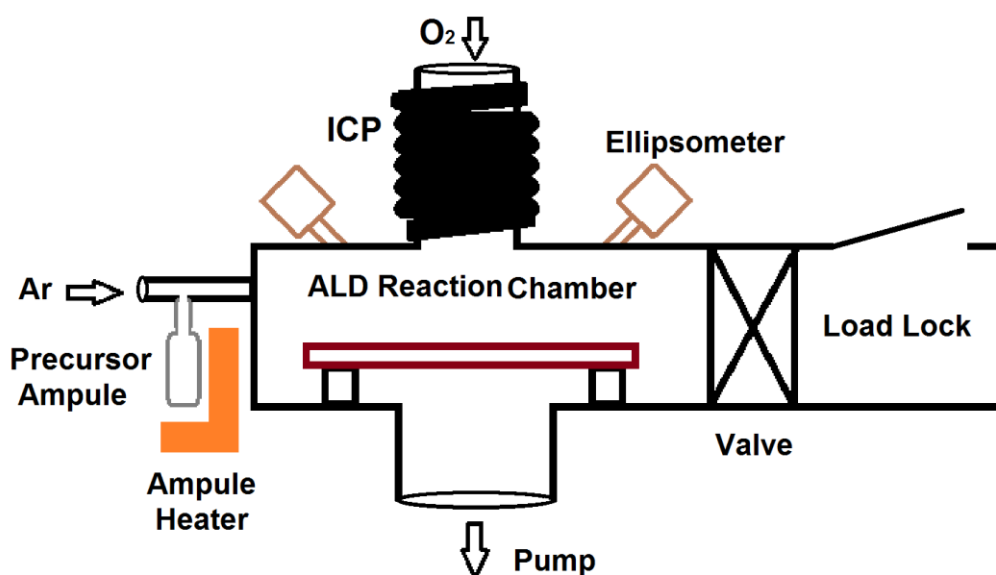 O₂
ICP
Ellipsometer
Ar
ALD Reaction Chamber
Load Lock
Precursor
Ampule
Valve
Ampule
Heater
Pump